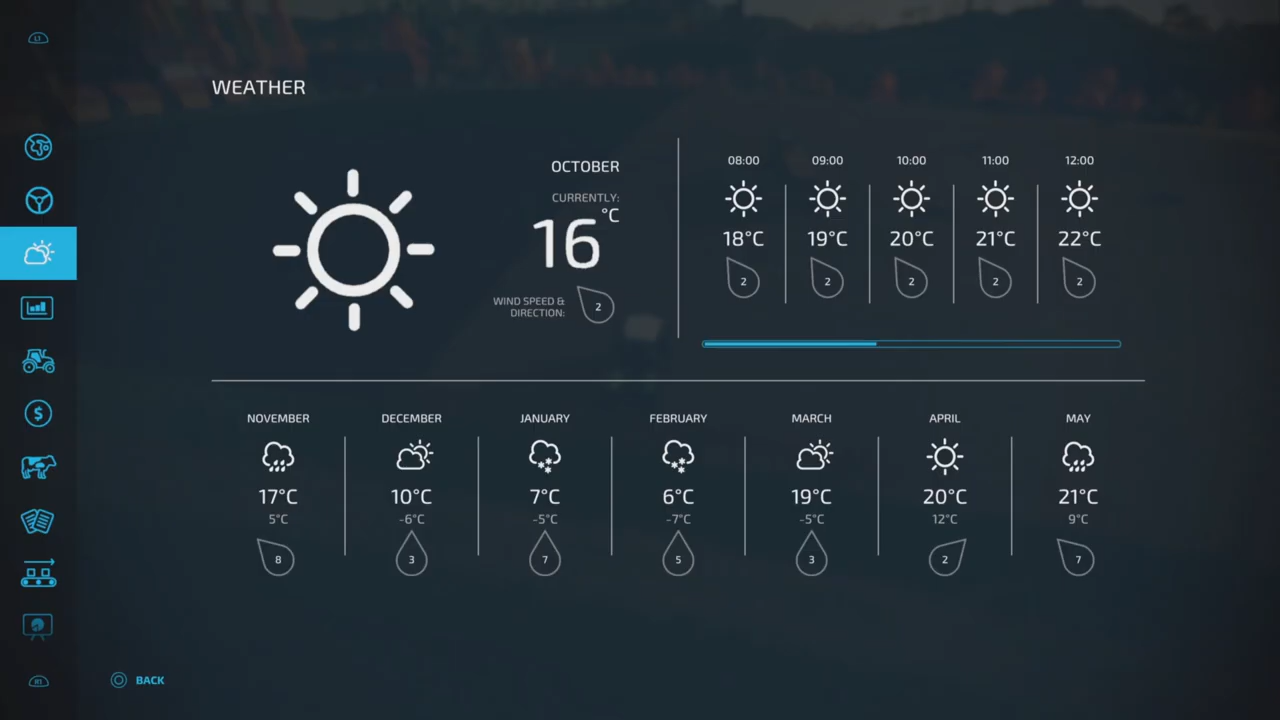 L1
WEATHER
OCTOBER
CURRENTLY:
16 °C
WIND SPEED &
DIRECTION:
2
08:00 09:00 10:00 11:00 12:00
18°C 19°C 20°C 21°C 22°C
2 2 2 2 2
NOVEMBER DECEMBER JANUARY FEBRUARY MARCH APRIL MAY
17°C 10°C 7°C 6°C 19°C 20°C 21°C
5°C -6°C -5°C -7°C -5°C 12°C 9°C
8 3 7 5 3 2 7
R1
BACK